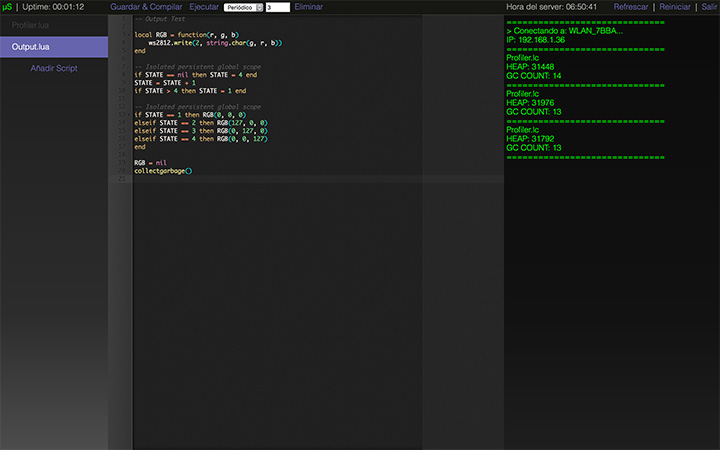 µS | Uptime: 00:01:12 Guardar & Compilar Ejecutar Periódico 3 Eliminar Hora del server: 06:50:41 Refrescar | Reiniciar | Salir
Profiler.lua
Output.lua
Añadir Script
-- Output Test
local RGB = function(r, g, b)
ws2812.write(2, string.char(g, r, b))
end
-- Isolated persistent global scope
if STATE == nil then STATE = 4 end
STATE = STATE + 1
if STATE > 4 then STATE = 1 end
-- Isolated persistent global scope
if STATE == 1 then RGB(0, 0, 0)
elseif STATE == 2 then RGB(127, 0, 0)
elseif STATE == 3 then RGB(0, 127, 0)
elseif STATE == 4 then RGB(0, 0, 127)
end
RGB = nil
collectgarbage()
==============================
> Conectando a: WLAN_7BBA...
IP: 192.168.1.36
==============================
Profiler.lc
HEAP: 31448
GC COUNT: 14
==============================
Profiler.lc
HEAP: 31976
GC COUNT: 13
==============================
Profiler.lc
HEAP: 31792
GC COUNT: 13
==============================